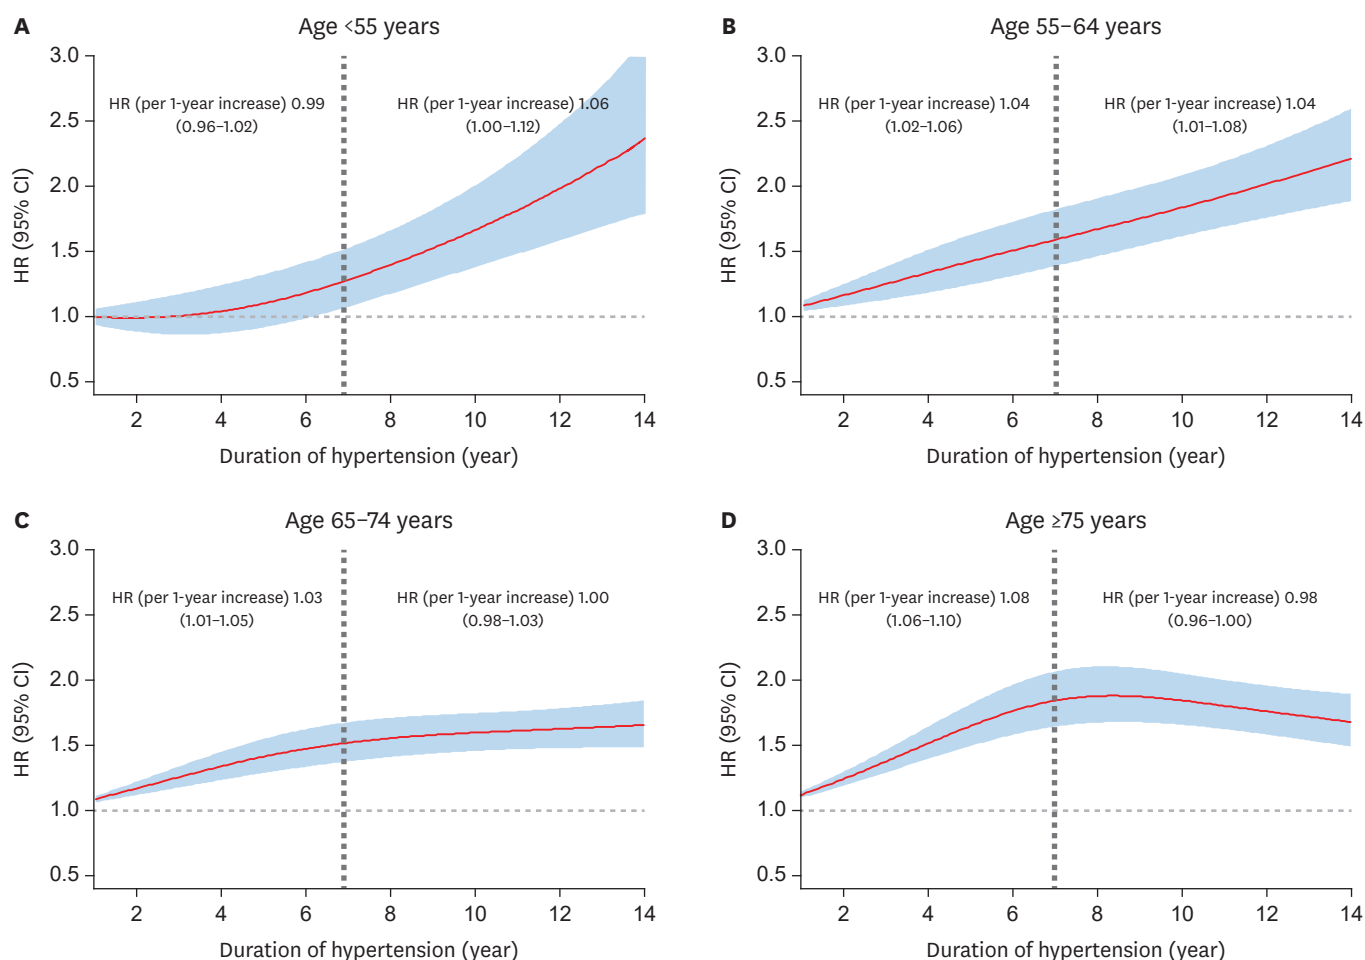 A
Age <55 years
3.0
2.5
2.0
1.5
1.0
0.5
HR (95% CI)
HR (per 1-year increase) 0.99
(0.96–1.02)
HR (per 1-year increase) 1.06
(1.00–1.12)
2 4 6 8 10 12 14
Duration of hypertension (year)
B
Age 55–64 years
3.0
2.5
2.0
1.5
1.0
0.5
HR (95% CI)
HR (per 1-year increase) 1.04
(1.02–1.06)
HR (per 1-year increase) 1.04
(1.01–1.08)
2 4 6 8 10 12 14
Duration of hypertension (year)
C
Age 65–74 years
3.0
2.5
2.0
1.5
1.0
0.5
HR (95% CI)
HR (per 1-year increase) 1.03
(1.01–1.05)
HR (per 1-year increase) 1.00
(0.98–1.03)
2 4 6 8 10 12 14
Duration of hypertension (year)
D
Age ≥75 years
3.0
2.5
2.0
1.5
1.0
0.5
HR (95% CI)
HR (per 1-year increase) 1.08
(1.06–1.10)
HR (per 1-year increase) 0.98
(0.96–1.00)
2 4 6 8 10 12 14
Duration of hypertension (year)